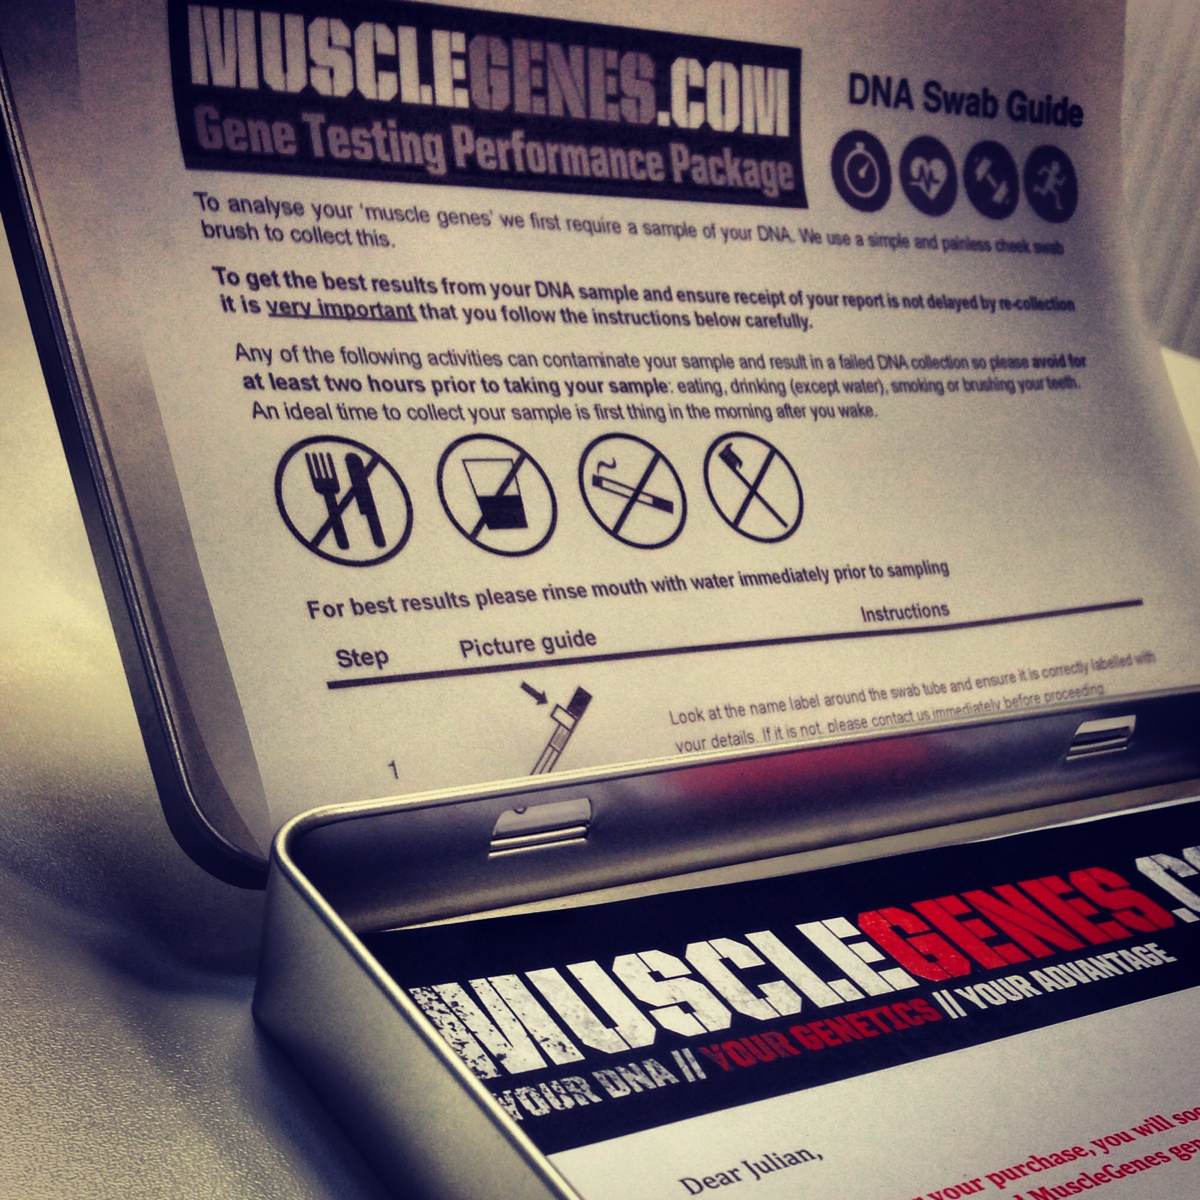 MUSCLEGENES.COM
Gene Testing Performance Package
DNA Swab Guide
To analyse your 'muscle genes' we first require a sample of your DNA. We use a simple and painless cheek swab
brush to collect this.
To get the best results from your DNA sample and ensure receipt of your report is not delayed by re-collection
it is very important that you follow the instructions below carefully.
Any of the following activities can contaminate your sample and result in a failed DNA collection so please avoid for
at least two hours prior to taking your sample: eating, drinking (except water), smoking or brushing your teeth.
An ideal time to collect your sample is first thing in the morning after you wake.
For best results please rinse mouth with water immediately prior to sampling
Step Picture guide Instructions
Look at the name label around the swab tube and ensure it is correctly labelled with
your details. If it is not, please contact us immediately before proceeding
1
MUSCLEGENES.CO
YOUR DNA // YOUR GENETICS // YOUR ADVANTAGE
Dear Julian,
your purchase, you will soo
MuscleGenes ge